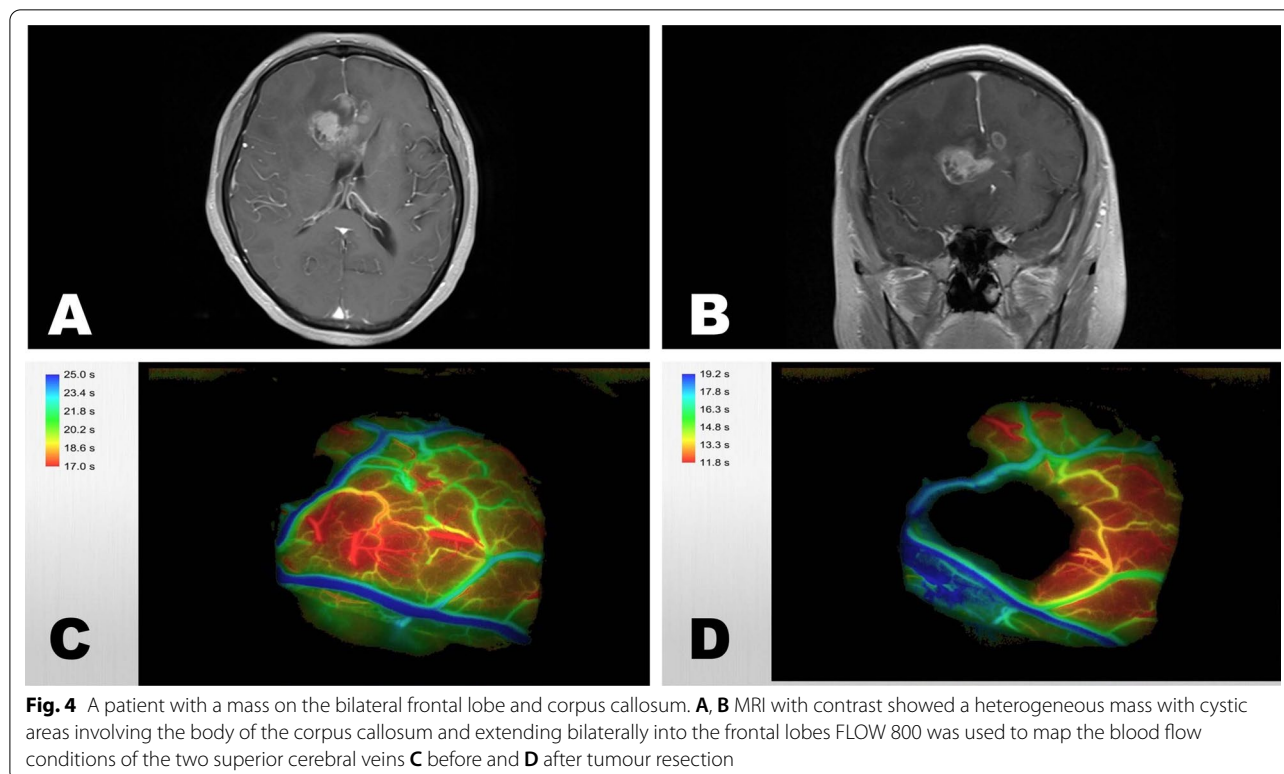 A
B
25.0 s
23.4 s
21.8 s
20.2 s
18.6 s
17.0 s
C
19.2 s
17.8 s
16.3 s
14.8 s
13.3 s
11.8 s
D
Fig. 4 A patient with a mass on the bilateral frontal lobe and corpus callosum. A, B MRI with contrast showed a heterogeneous mass with cystic
areas involving the body of the corpus callosum and extending bilaterally into the frontal lobes FLOW 800 was used to map the blood flow
conditions of the two superior cerebral veins C before and D after tumour resection